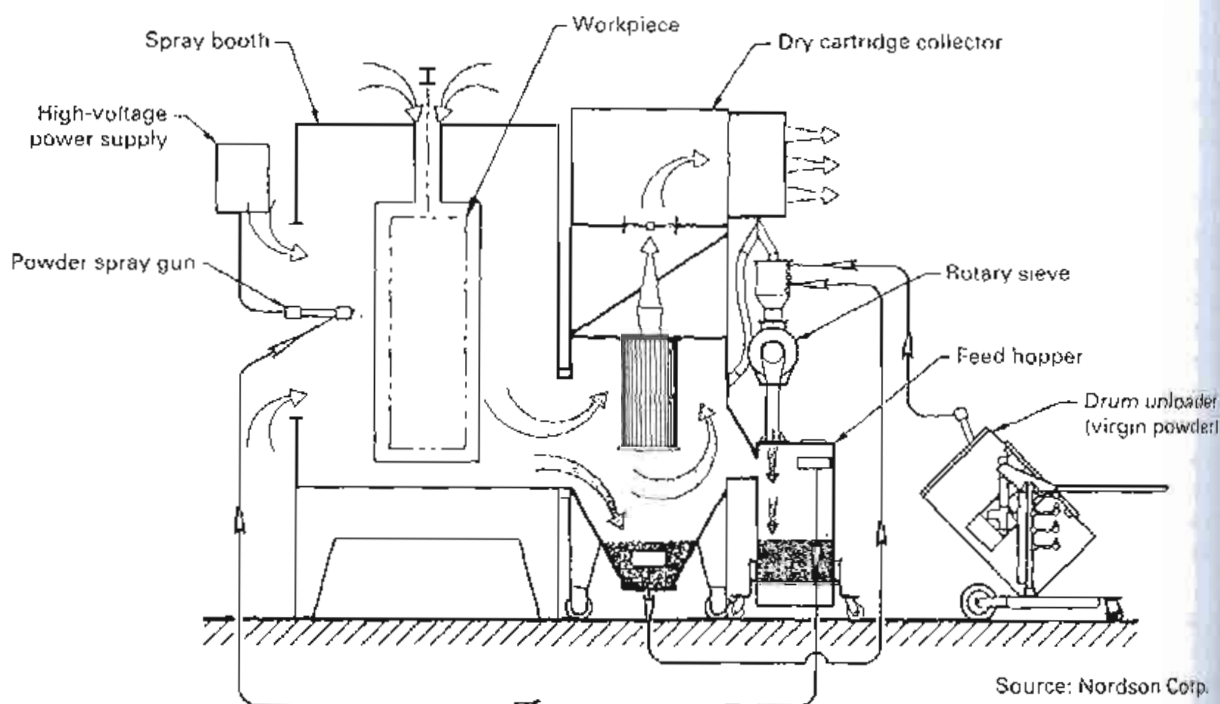 Workpiece
Spray booth
Dry cartridge collector
High-voltage
power supply
Powder spray gun
Rotary sieve
Feed hopper
Drum unloader
(virgin powder)
Source: Nordson Corp.